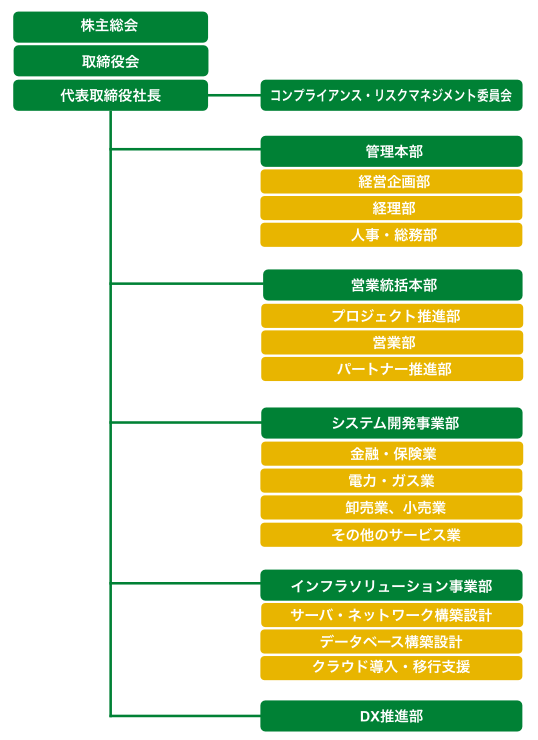 株主総会
取締役会
代表取締役社長
コンプライアンス・リスクマネジメント委員会
管理本部
経営企画部
経理部
人事・総務部
営業統括本部
プロジェクト推進部
営業部
パートナー推進部
システム開発事業部
金融・保険業
電力・ガス業
卸売業、小売業
その他のサービス業
インフラソリューション事業部
サーバ・ネットワーク構築設計
データベース構築設計
クラウド導入・移行支援
DX推進部